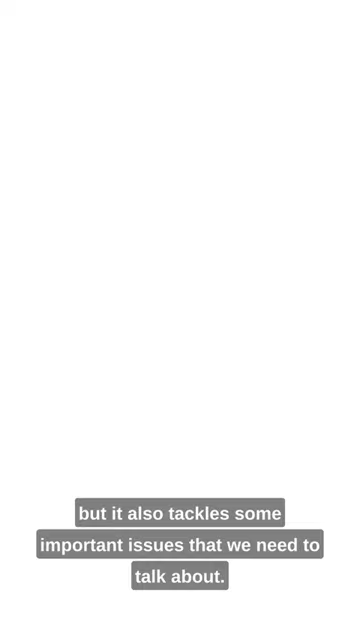 but it also tackles some
important issues that we need to
talk about.